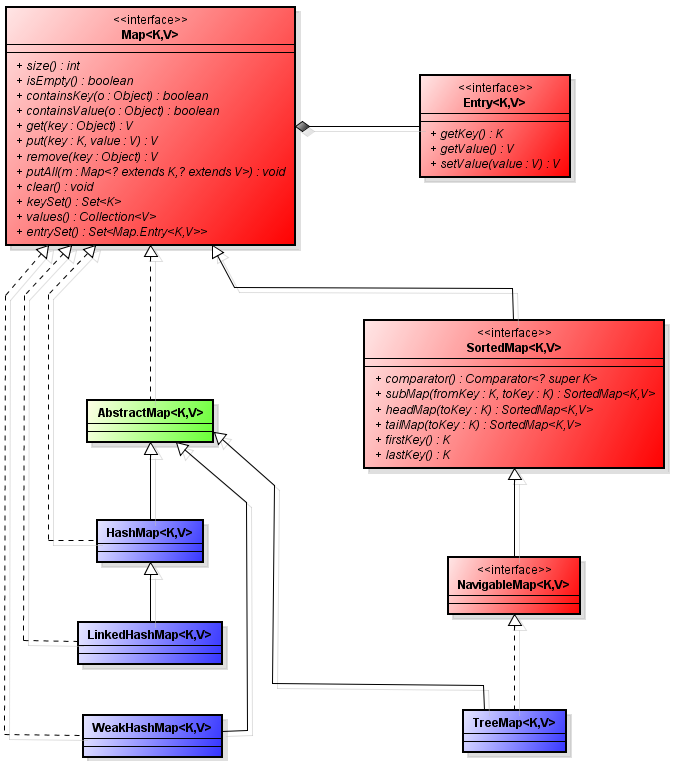 <<interface>>
Map<K,V>
+ size() : int
+ isEmpty() : boolean
+ containsKey(o : Object) : boolean
+ containsValue(o : Object) : boolean
+ get(key : Object) : V
+ put(key : K, value : V) : V
+ remove(key : Object) : V
+ putAll(m : Map<? extends K,? extends V>) : void
+ clear() : void
+ keySet() : Set<K>
+ values() : Collection<V>
+ entrySet() : Set<Map.Entry<K,V>>
<<interface>>
Entry<K,V>
+ getKey() : K
+ getValue() : V
+ setValue(value : V) : V
<<interface>>
SortedMap<K,V>
+ comparator() : Comparator<? super K>
+ subMap(fromKey : K, toKey : K) : SortedMap<K,V>
+ headMap(toKey : K) : SortedMap<K,V>
+ tailMap(toKey : K) : SortedMap<K,V>
+ firstKey() : K
+ lastKey() : K
AbstractMap<K,V>
HashMap<K,V>
<<interface>>
NavigableMap<K,V>
LinkedHashMap<K,V>
WeakHashMap<K,V>
TreeMap<K,V>